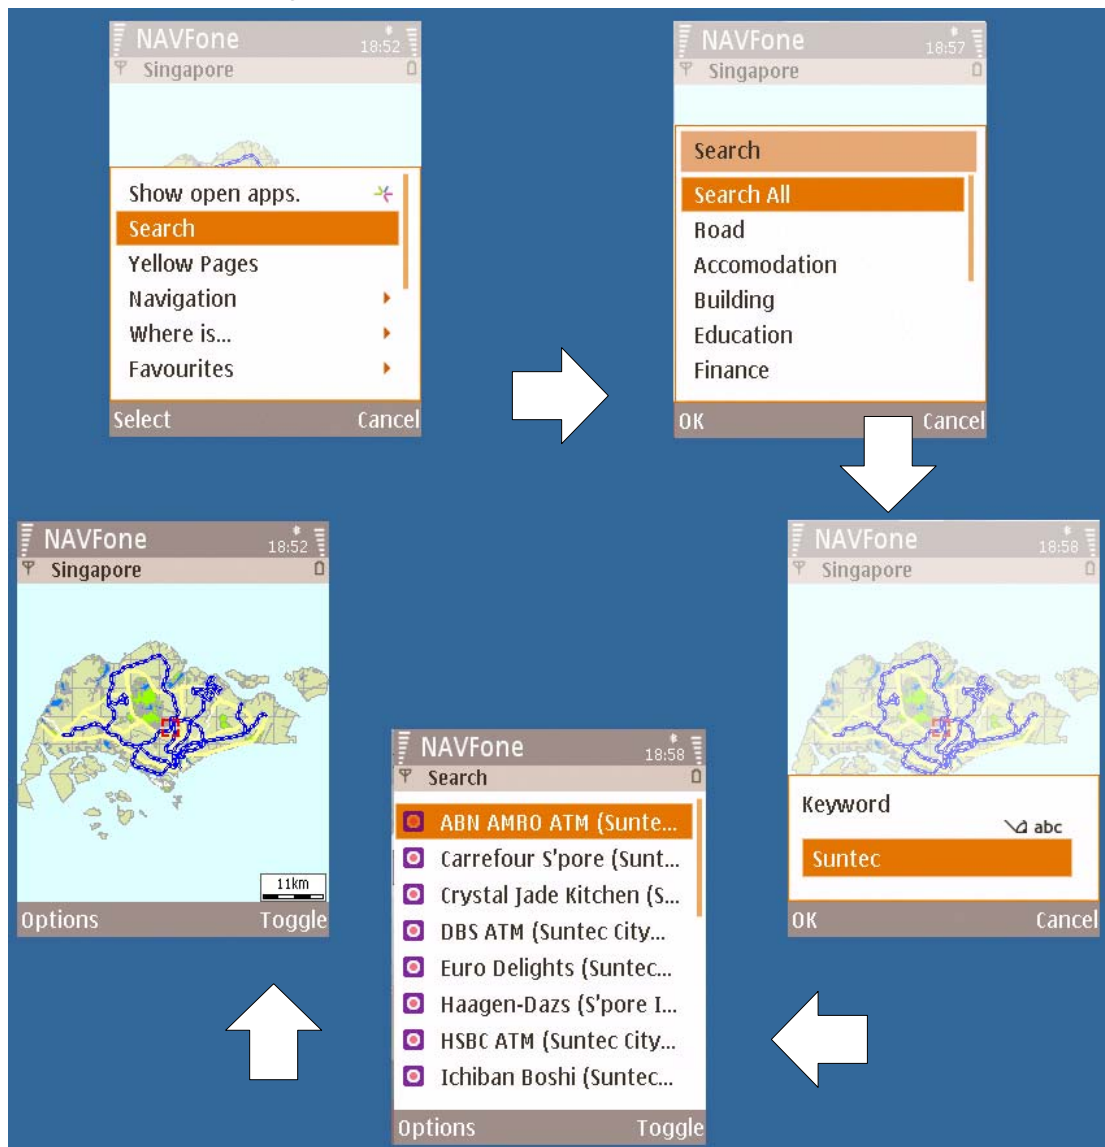 NAVFone
18:52
Singapore
Show open apps.
Search
Yellow Pages
Navigation
Where is...
Favourites
Select Cancel
NAVFone
18:57
Singapore
Search
Search All
Road
Accomodation
Building
Education
Finance
OK Cancel
NAVFone
18:58
Singapore
Keyword
abc
Suntec
OK Cancel
NAVFone
18:58
Search
ABN AMRO ATM (Sunte...
Carrefour S'pore (Sunt...
Crystal Jade Kitchen (S...
DBS ATM (Suntec City...
Euro Delights (Suntec...
Haagen-Dazs (S'pore I...
HSBC ATM (Suntec City...
Ichiban Boshi (Suntec...
Options Toggle
NAVFone
18:52
Singapore
11km
Options Toggle